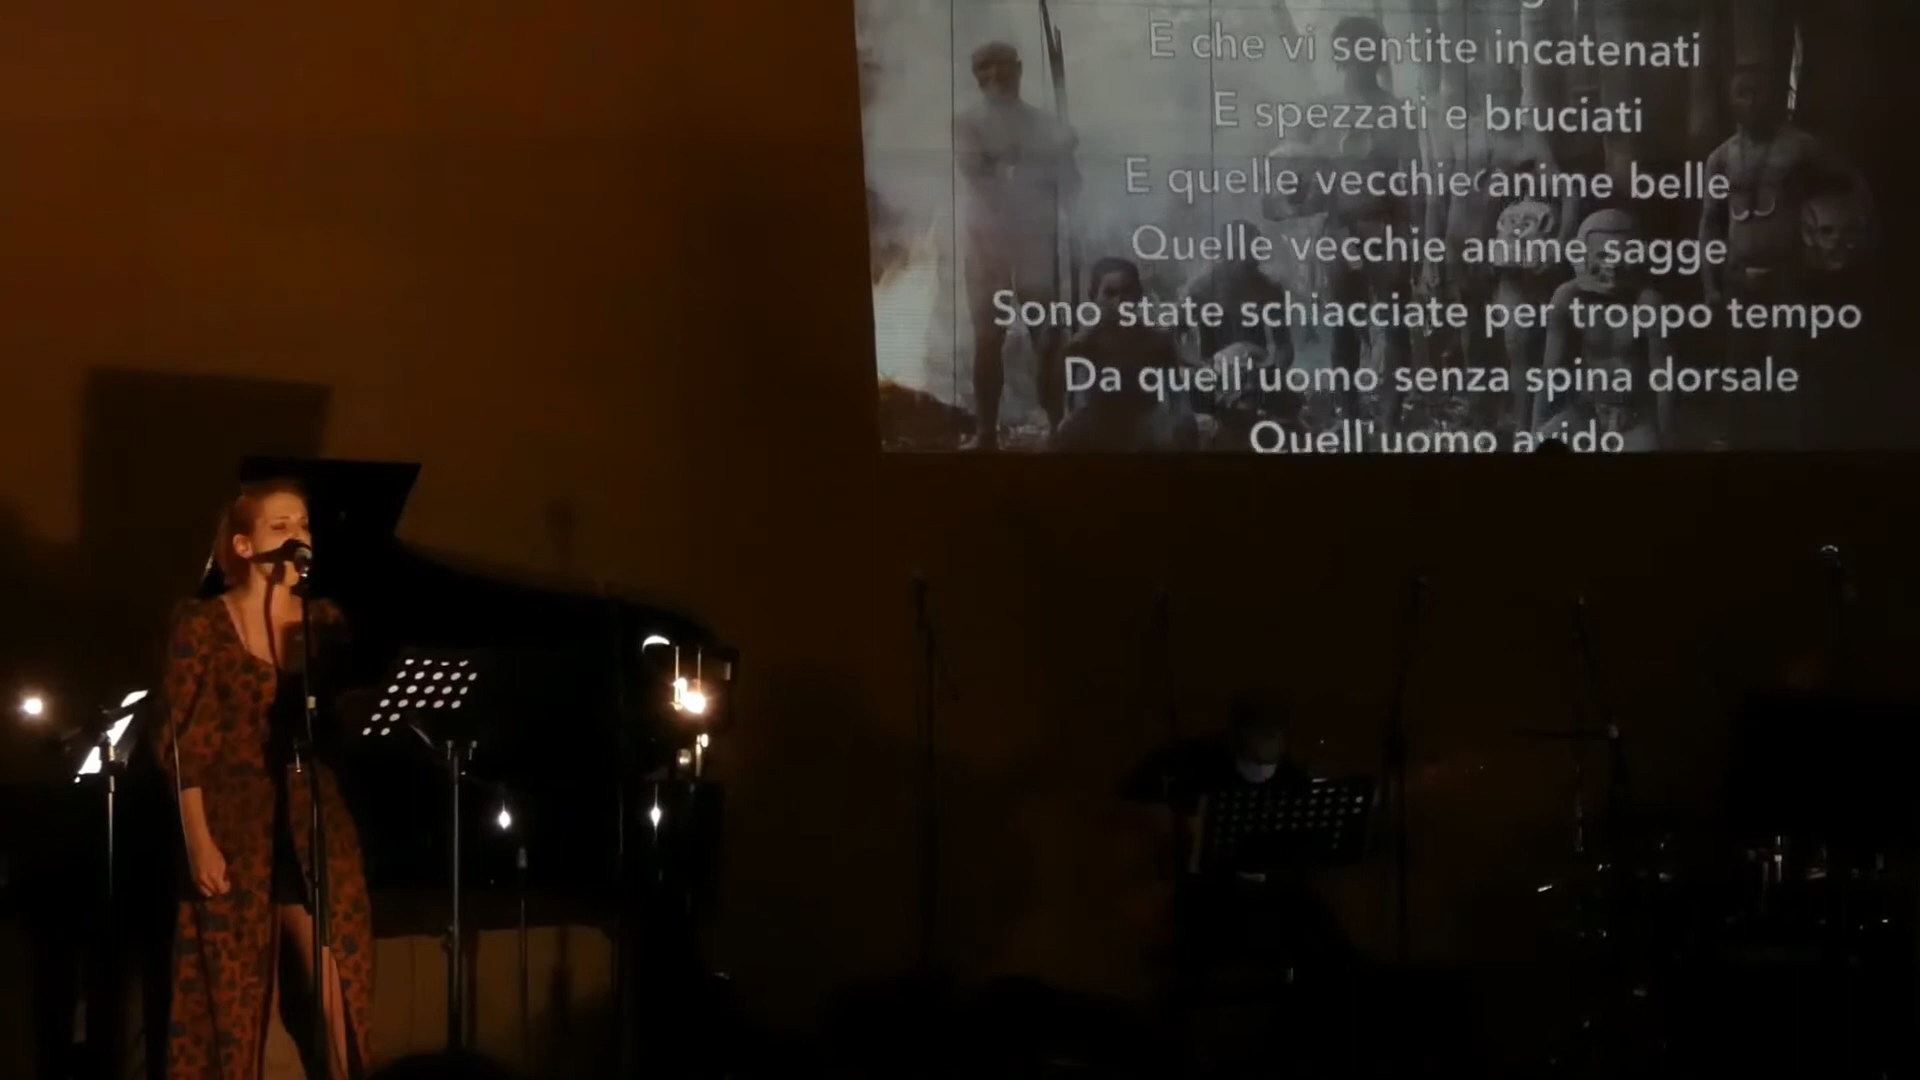 E che vi sentite incatenati
E spezzati e bruciati
E quelle vecchie anime belle
Quelle vecchie anime sagge
Sono state schiacciate per troppo tempo
Da quell'uomo senza spina dorsale
Quell'uomo avido